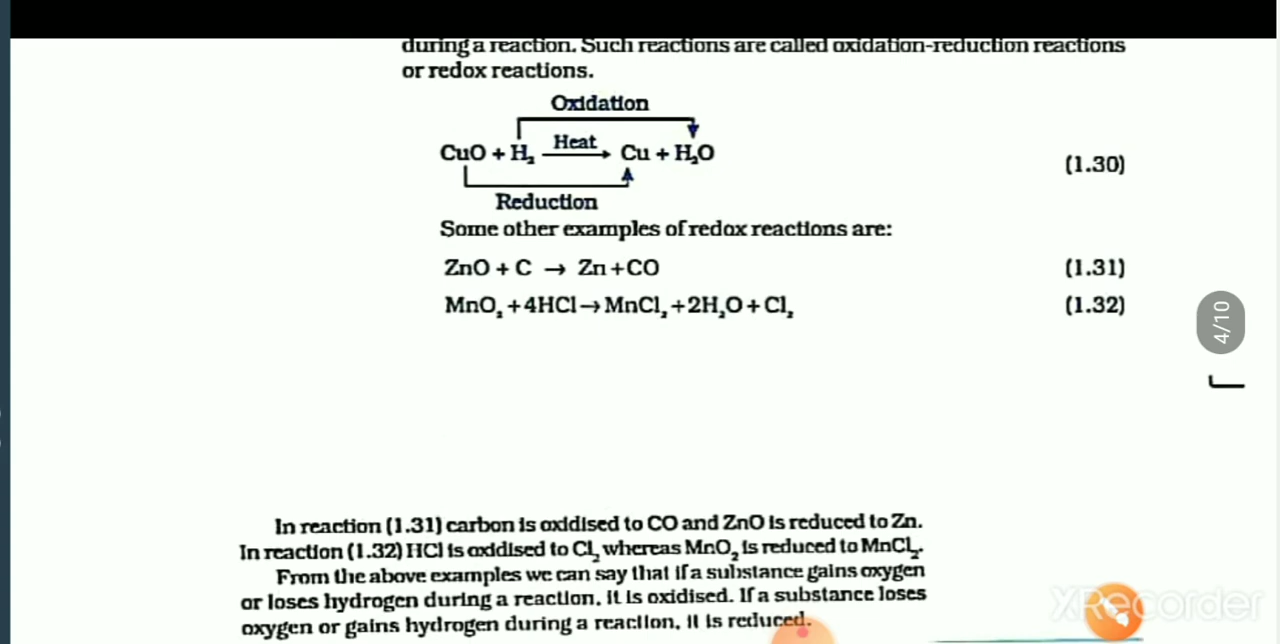 during a reaction. Such reactions are called oxidation-reduction reactions
or redox reactions.
Oxidation
CuO + H₂ Heat→ Cu + H₂O (1.30)
Reduction
Some other examples of redox reactions are:
ZnO + C → Zn+CO (1.31)
MnO₂ +4HCl→MnCl₂+2H₂O+Cl₂ (1.32)
4/10
In reaction (1.31) carbon is oxidised to CO and ZnO is reduced to Zn.
In reaction (1.32) HCl is oxidised to Cl₂ whereas MnO₂ is reduced to MnCl₂.
From the above examples we can say that if a substance gains oxygen
or loses hydrogen during a reaction, it is oxidised. If a substance loses
oxygen or gains hydrogen during a reaction, it is reduced.
XRecorder